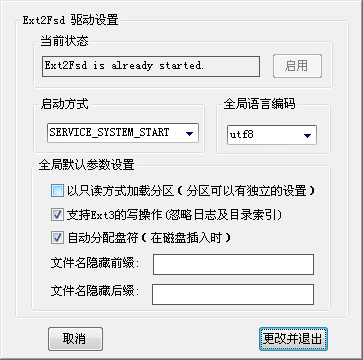 Ext2Fsd 驱动设置
当前状态
Ext2Fsd is already started.
启用
启动方式
全局语言编码
SERVICE_SYSTEM_START
utf8
全局默认参数设置
以只读方式加载分区(分区可以有独立的设置)
支持Ext3的写操作(忽略日志及目录索引)
自动分配盘符(在磁盘插入时)
文件名隐藏前缀:
文件名隐藏后缀:
取消
更改并退出